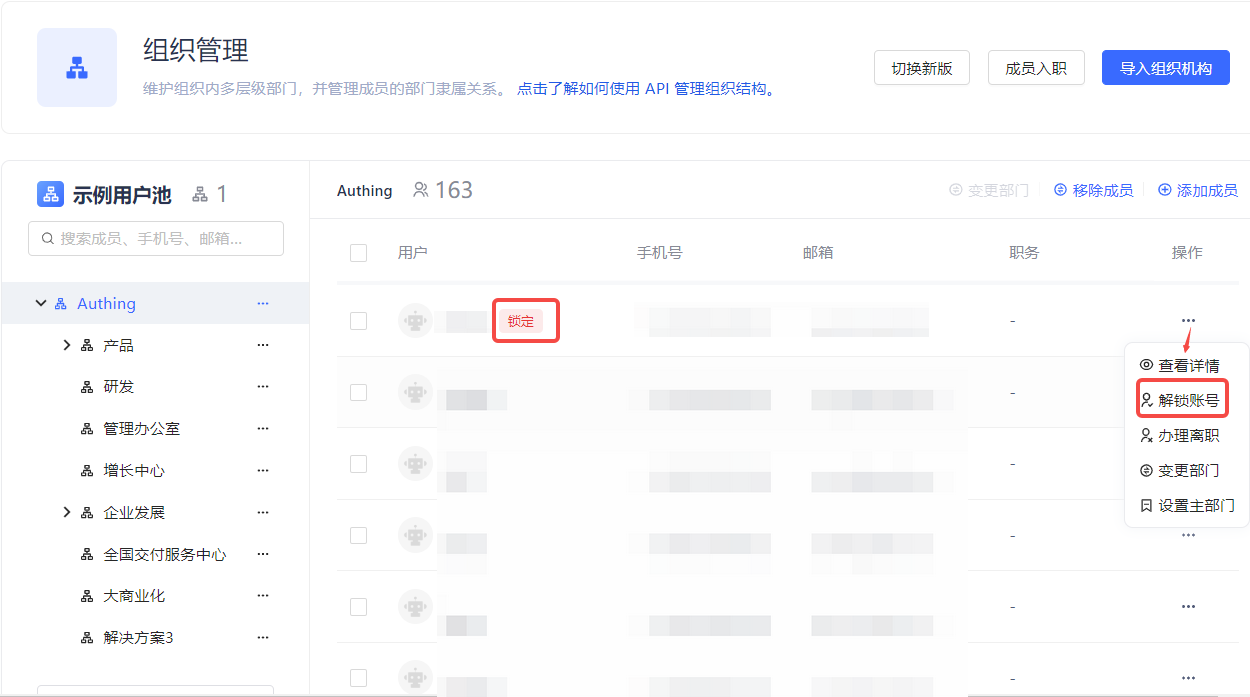 组织管理
维护组织内多层级部门，并管理成员的部门隶属关系。 点击了解如何使用 API 管理组织结构。
切换新版
成员入职
导入组织机构
示例用户池 1
搜索成员、手机号、邮箱...
Authing ...
产品 ...
研发 ...
管理办公室 ...
增长中心 ...
企业发展 ...
全国交付服务中心 ...
大商业化 ...
解决方案3 ...
Authing 163
变更部门
移除成员
添加成员
用户 手机号 邮箱 职务 操作
锁定 - ...
-
-
- ...
- ...
- ...
查看详情
解锁账号
办理离职
变更部门
设置主部门